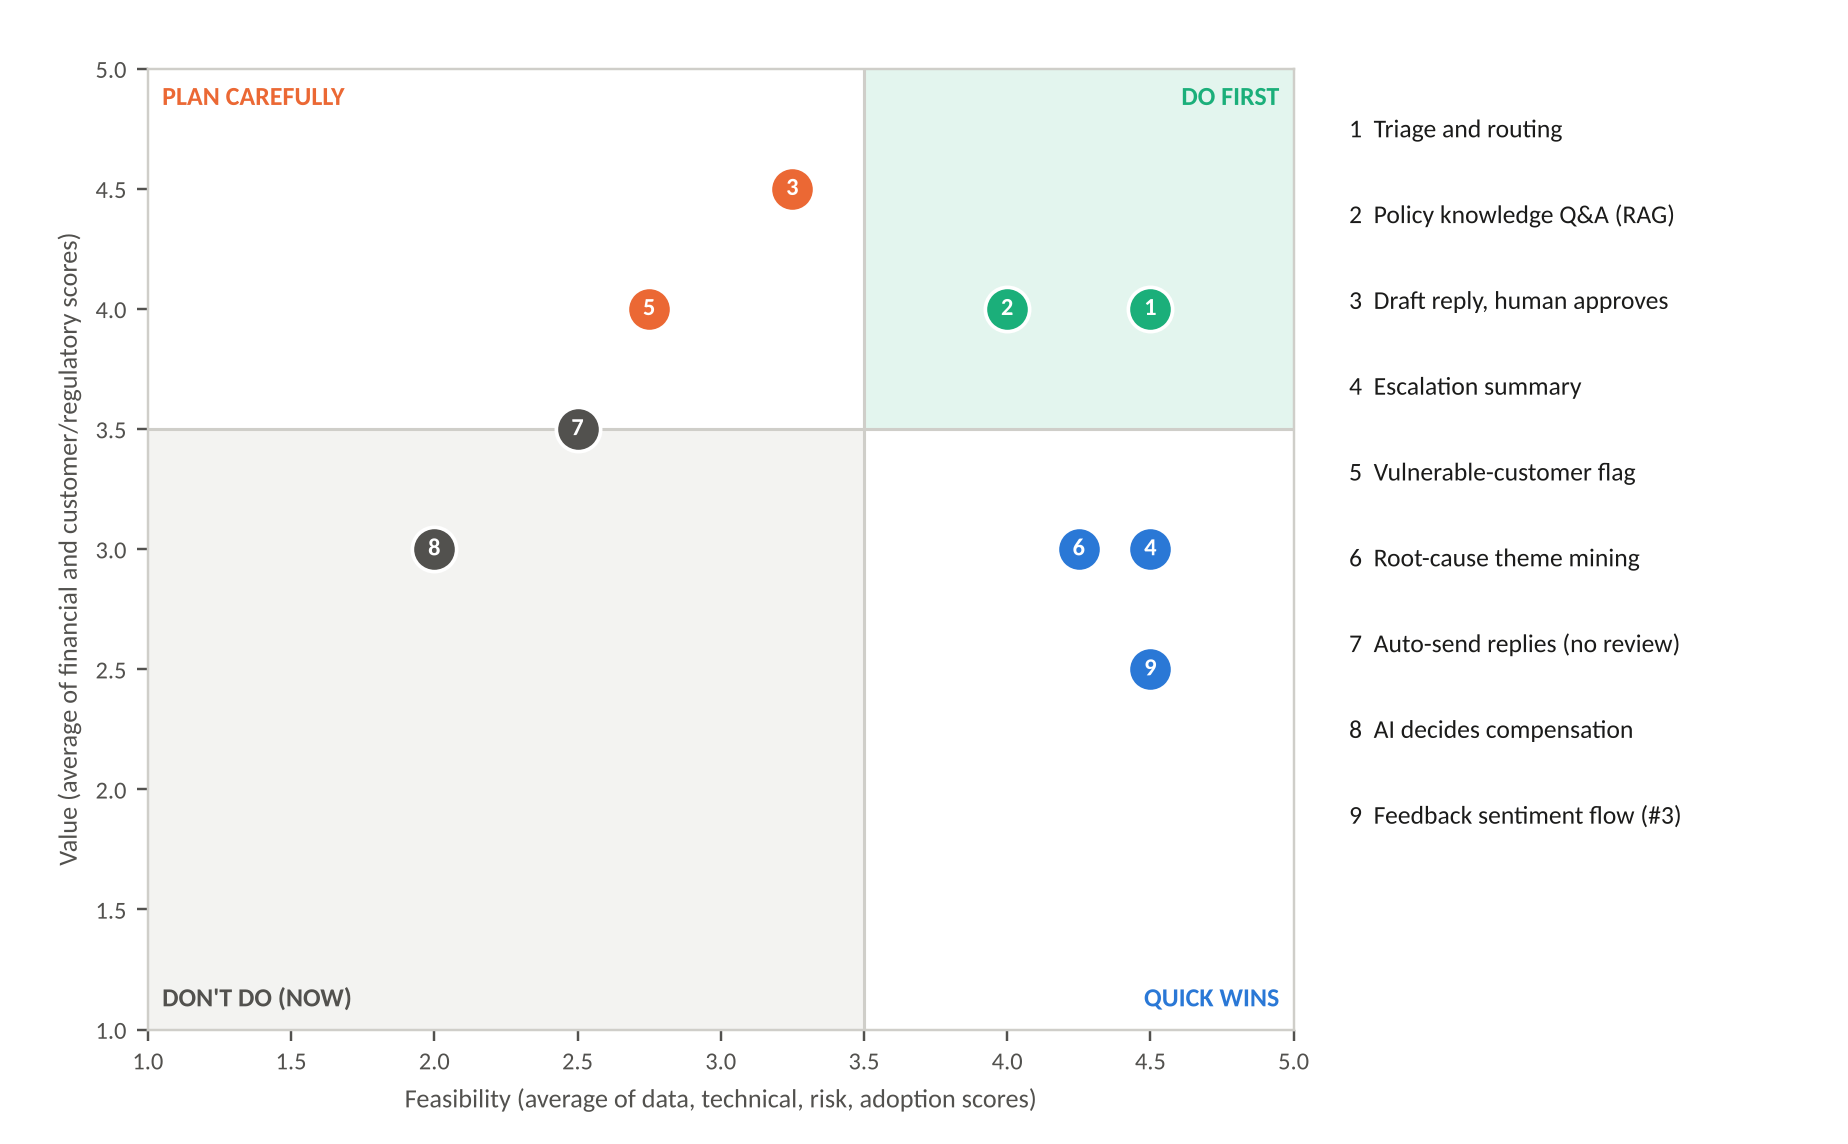 5.0
PLAN CAREFULLY
DO FIRST
4.5
4.0
3.5
3.0
2.5
2.0
1.5
1.0
Value (average of financial and customer/regulatory scores)
3
5
2
1
7
8
6
4
9
DON'T DO (NOW)
QUICK WINS
1.0 1.5 2.0 2.5 3.0 3.5 4.0 4.5 5.0
Feasibility (average of data, technical, risk, adoption scores)
1 Triage and routing
2 Policy knowledge Q&A (RAG)
3 Draft reply, human approves
4 Escalation summary
5 Vulnerable-customer flag
6 Root-cause theme mining
7 Auto-send replies (no review)
8 AI decides compensation
9 Feedback sentiment flow (#3)